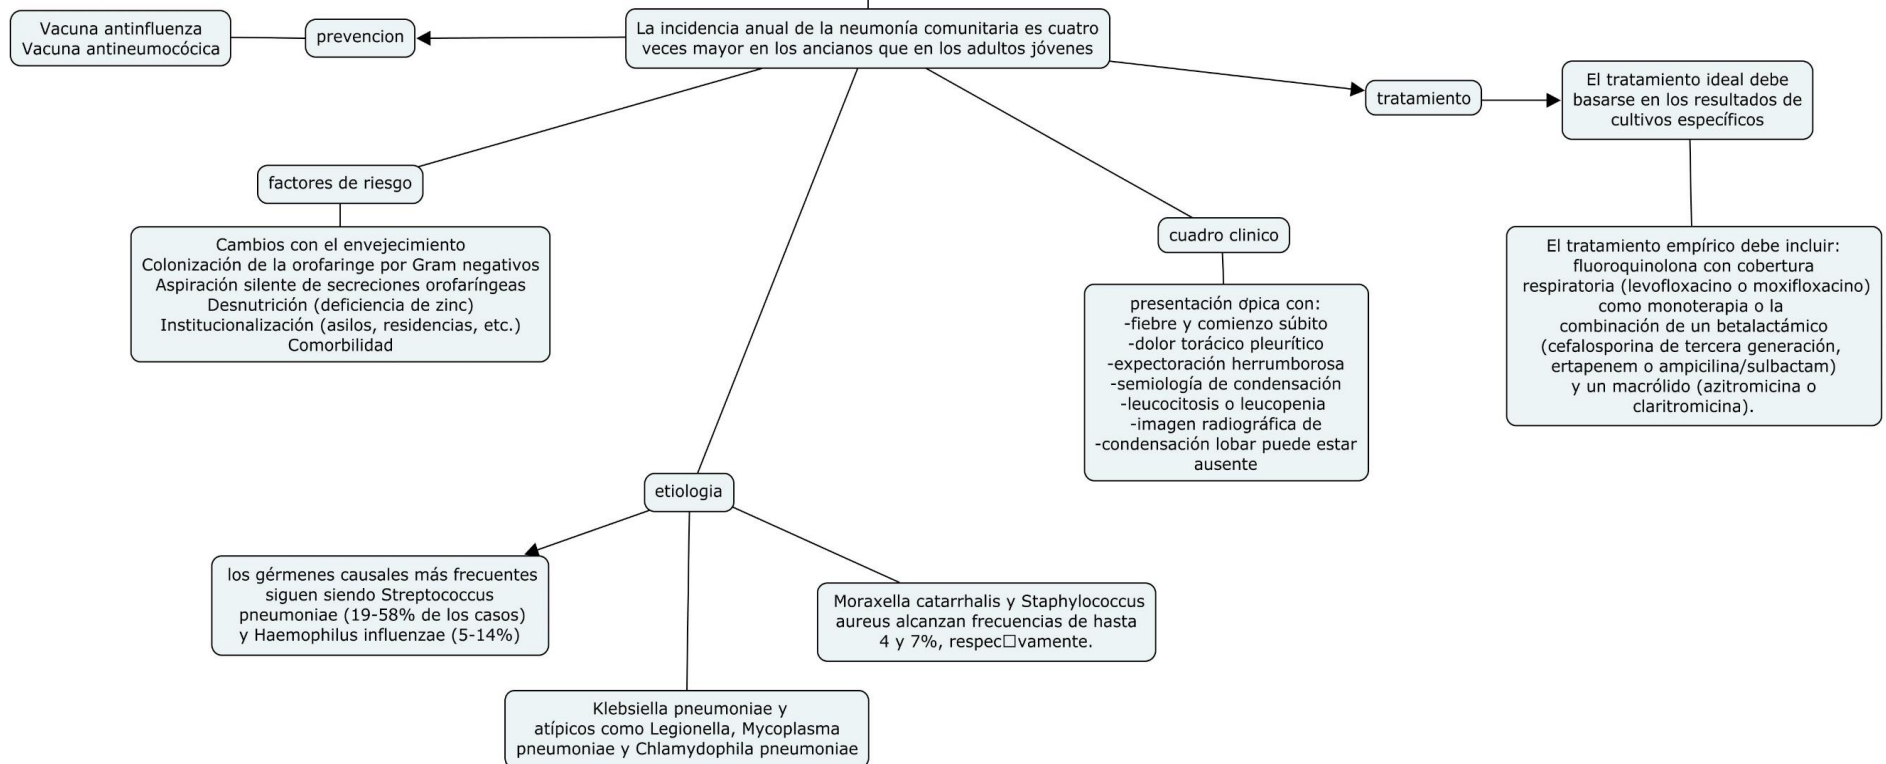 Vacuna antinfluenza
Vacuna antineumocócica
prevencion
La incidencia anual de la neumonía comunitaria es cuatro
veces mayor en los ancianos que en los adultos jóvenes
tratamiento
El tratamiento ideal debe
basarse en los resultados de
cultivos específicos
factores de riesgo
Cambios con el envejecimiento
Colonización de la orofaringe por Gram negativos
Aspiración silente de secreciones orofaríngeas
Desnutrición (deficiencia de zinc)
Institucionalización (asilos, residencias, etc.)
Comorbilidad
cuadro clinico
presentación σpica con:
-fiebre y comienzo súbito
-dolor torácico pleurítico
-expectoración herrumborosa
-semiología de condensación
-leucocitosis o leucopenia
-imagen radiográfica de
-condensación lobar puede estar
ausente
El tratamiento empírico debe incluir:
fluoroquinolona con cobertura
respiratoria (levofloxacino o moxifloxacino)
como monoterapia o la
combinación de un betalactámico
(cefalosporina de tercera generación,
ertapenem o ampicilina/sulbactam)
y un macrólido (azitromicina o
claritromicina).
etiologia
los gérmenes causales más frecuentes
siguen siendo Streptococcus
pneumoniae (19-58% de los casos)
y Haemophilus influenzae (5-14%)
Moraxella catarrhalis y Staphylococcus
aureus alcanzan frecuencias de hasta
4 y 7%, respec□vamente.
Klebsiella pneumoniae y
atípicos como Legionella, Mycoplasma
pneumoniae y Chlamydophila pneumoniae